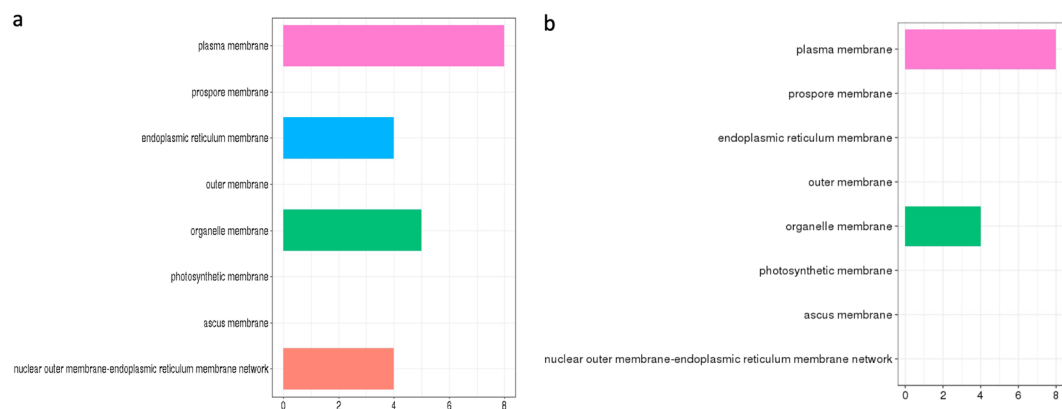 a
plasma membrane
prospore membrane
endoplasmic reticulum membrane
outer membrane
organelle membrane
photosynthetic membrane
ascus membrane
nuclear outer membrane-endoplasmic reticulum membrane network
0 2 4 6 8
b
plasma membrane
prospore membrane
endoplasmic reticulum membrane
outer membrane
organelle membrane
photosynthetic membrane
ascus membrane
nuclear outer membrane-endoplasmic reticulum membrane network
0 2 4 6 8